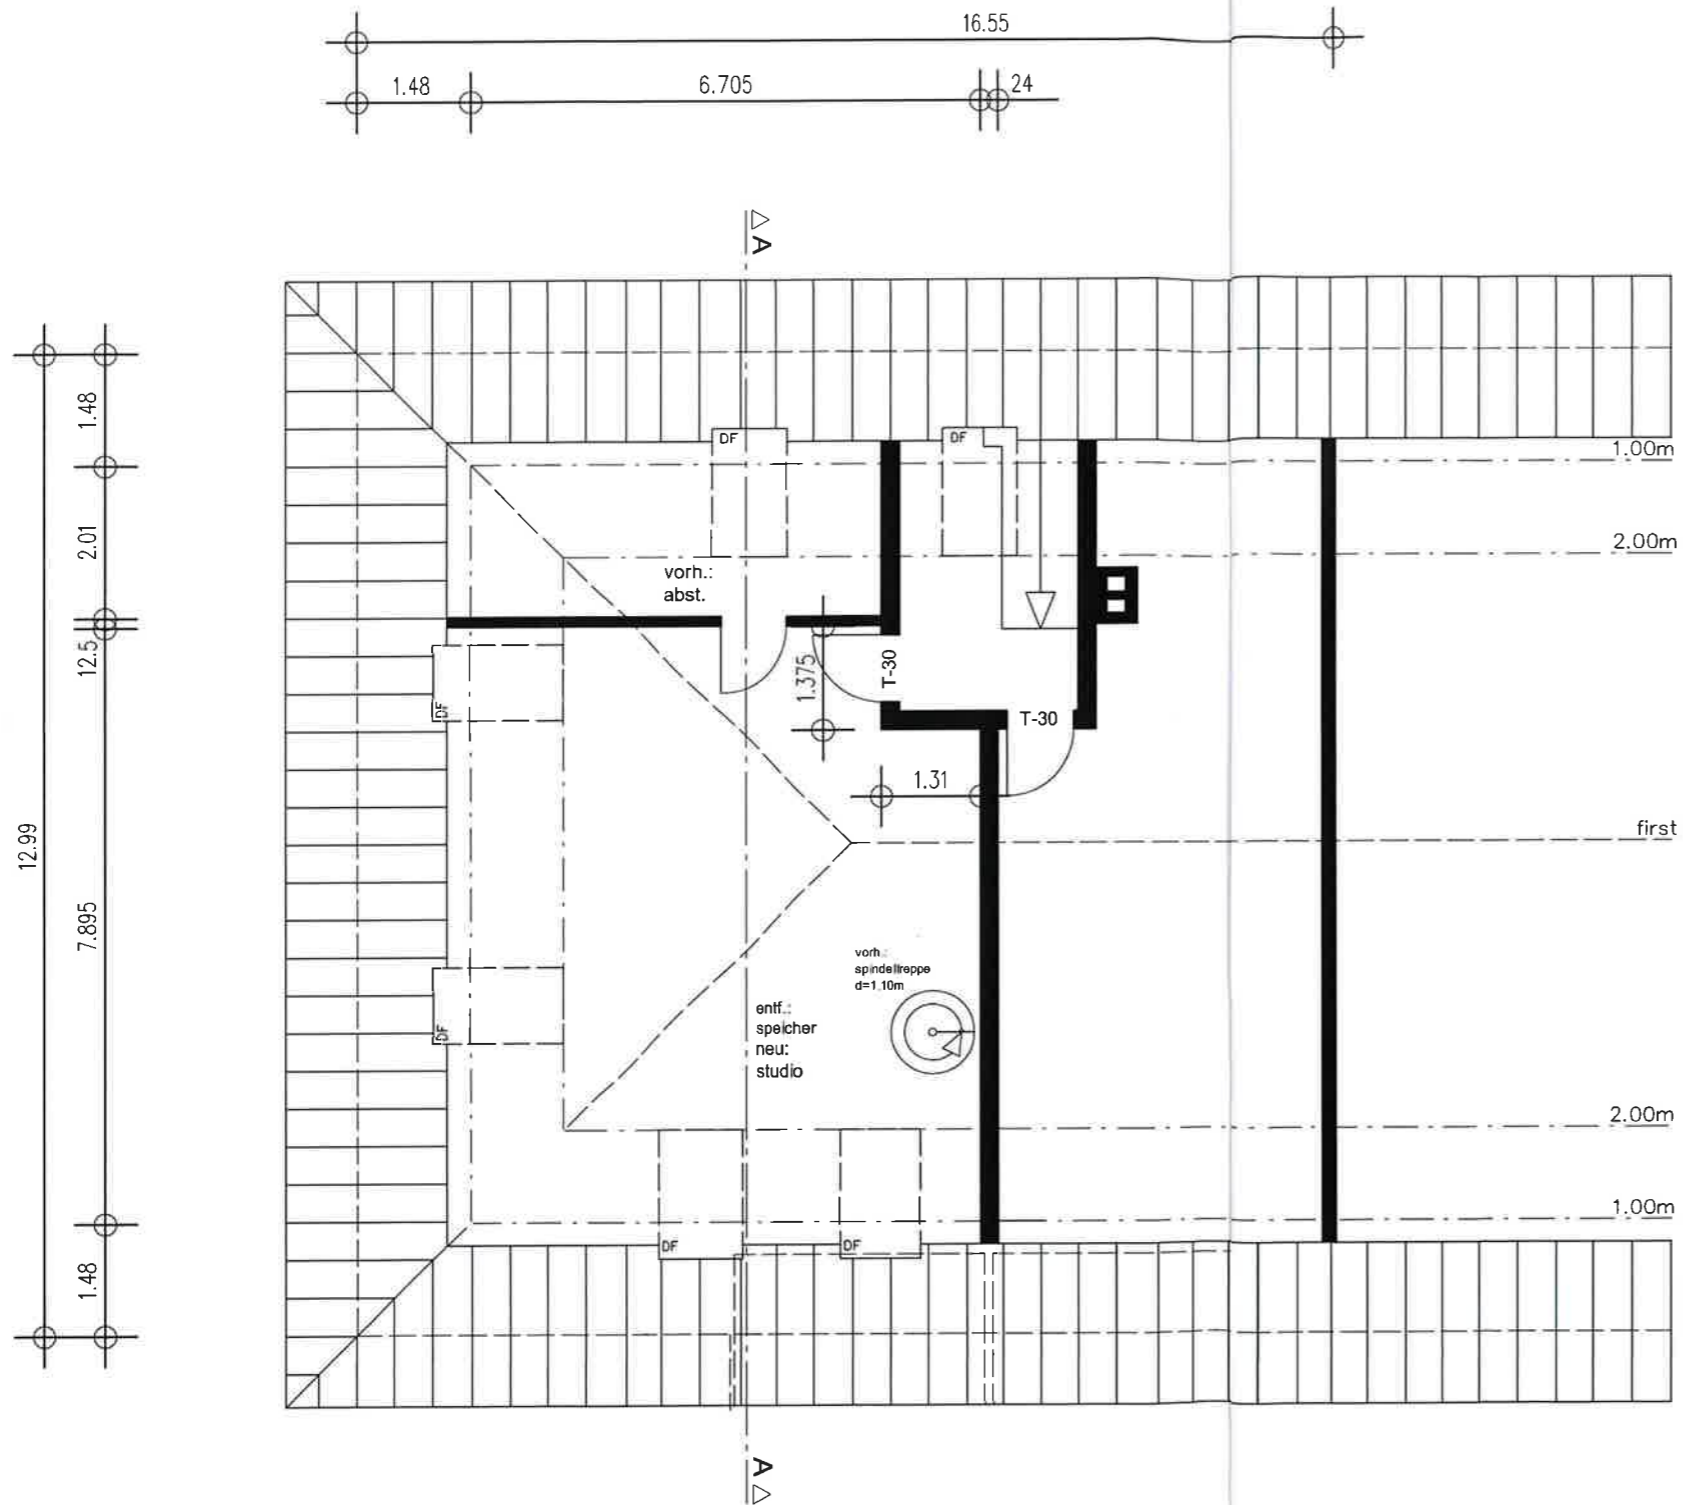 16.55
1.48
6.705
24
A
DF
DF
1.00m
2.00m
vorh.:
abst.
1.48
2.01
12.5
12.99
7.895
1.48
DF
T-30
1.375
T-30
1.31
first
vorh.:
spindeltreppe
d=1.10m
entf.:
speicher
neu:
studio
DF
2.00m
1.00m
DF
DF
A